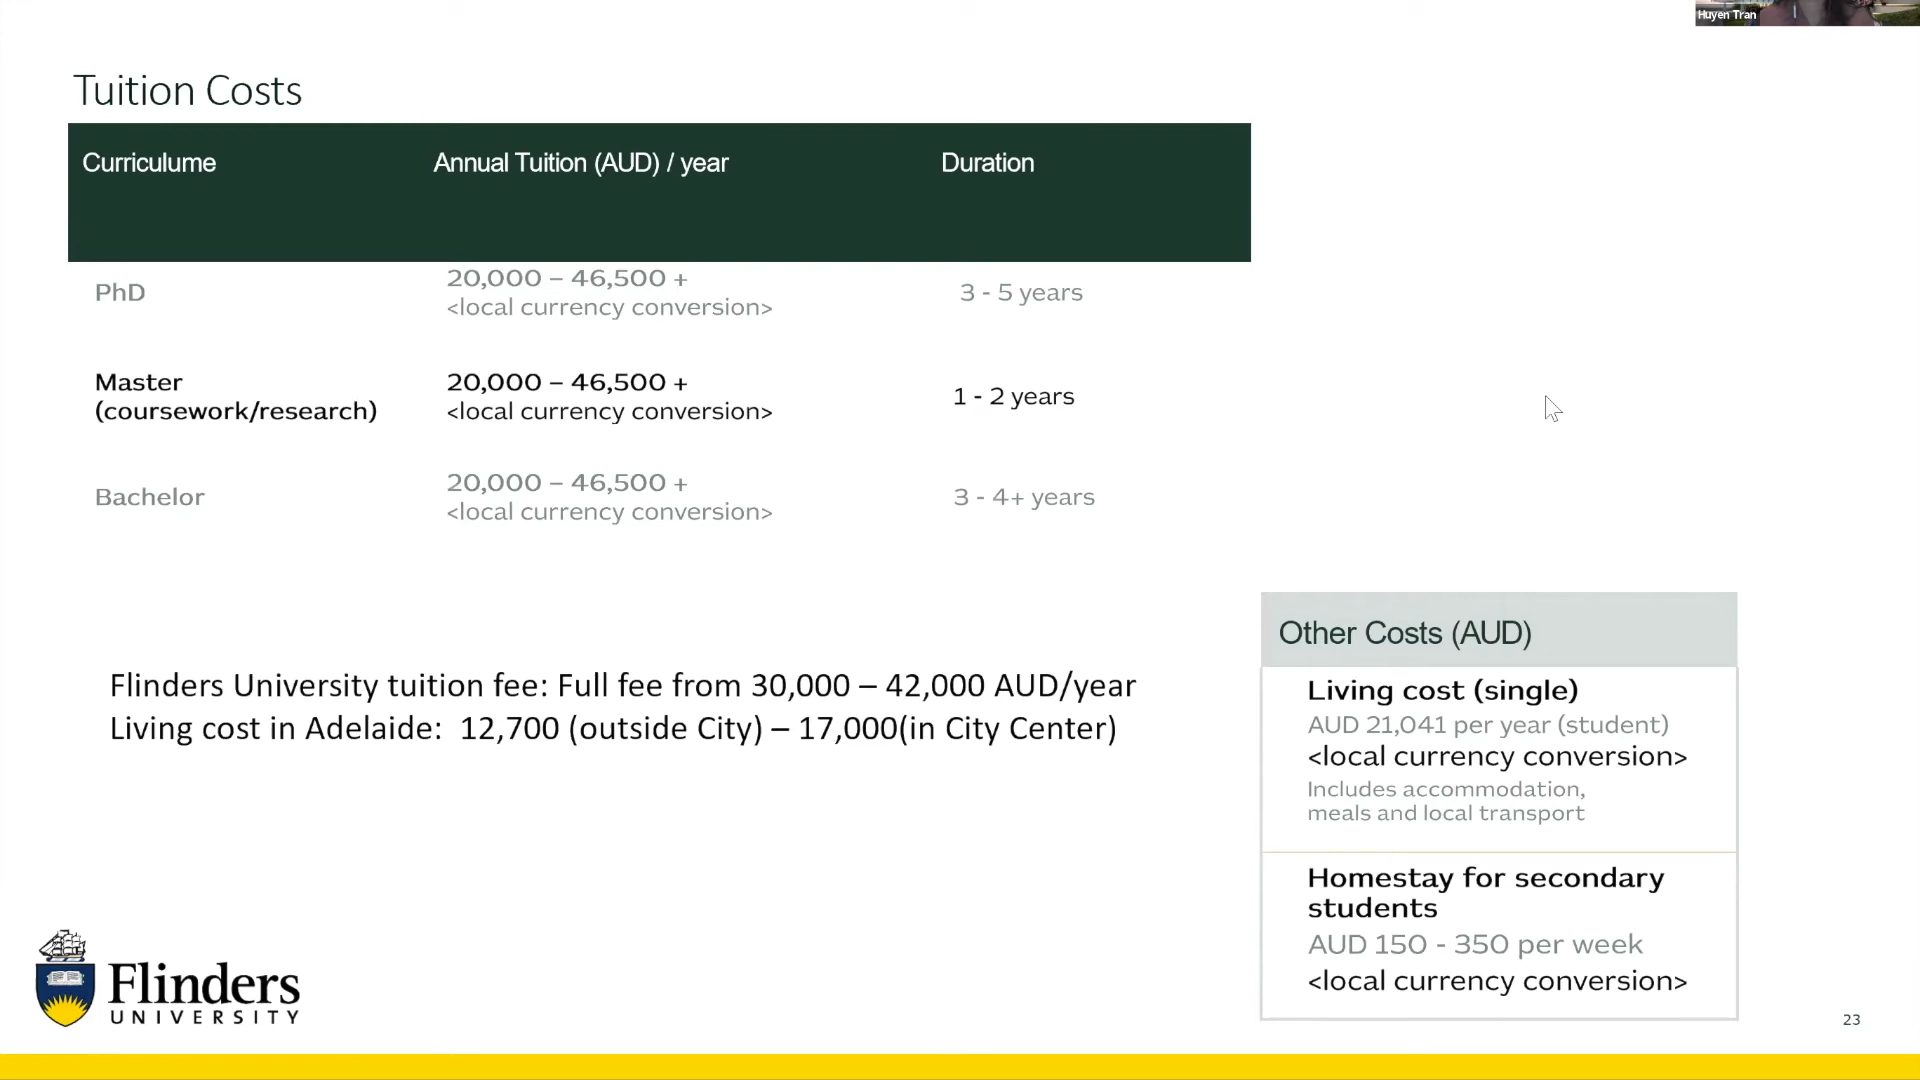 Huyen Tran
Tuition Costs
Curriculume Annual Tuition (AUD) / year Duration
PhD 20,000 – 46,500 + 3 - 5 years
<local currency conversion>
Master 20,000 – 46,500 + 1 - 2 years
(coursework/research) <local currency conversion>
Bachelor 20,000 – 46,500 + 3 - 4+ years
<local currency conversion>
Flinders University tuition fee: Full fee from 30,000 – 42,000 AUD/year
Living cost in Adelaide: 12,700 (outside City) – 17,000(in City Center)
Other Costs (AUD)
Living cost (single)
AUD 21,041 per year (student)
<local currency conversion>
Includes accommodation,
meals and local transport
Homestay for secondary
students
AUD 150 - 350 per week
<local currency conversion>
Flinders
UNIVERSITY
23